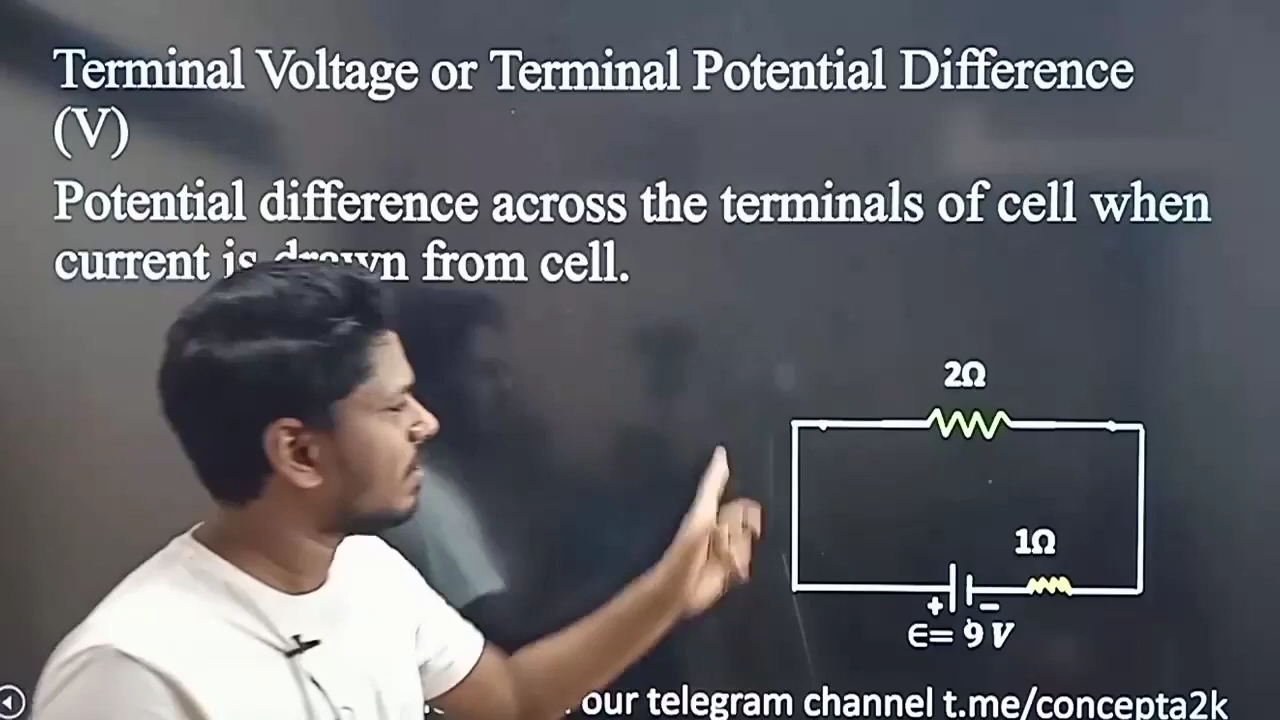 Terminal Voltage or Terminal Potential Difference
(V)
Potential difference across the terminals of cell when
current is drawn from cell.
2Ω
1Ω
+ −
∈= 9 V
our telegram channel t.me/concepta2k